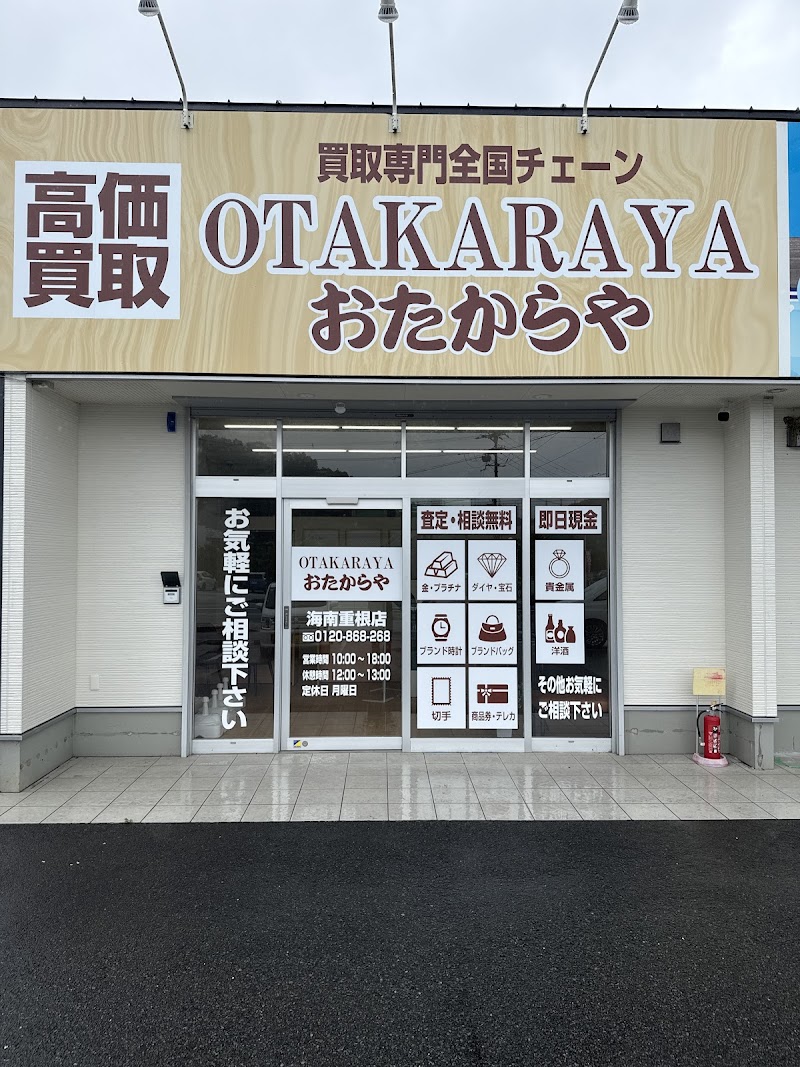 買取専門全国チェーン
高価
買取
OTAKARAYA
おたからや
お気軽にご相談下さい
OTAKARAYA
おたからや
海南重根店
0120-868-268
営業時間 10:00～18:00
休憩時間 12:00～13:00
定休日 月曜日
査定・相談無料
金・プラチナ
ダイヤ・宝石
ブランド時計
ブランドバッグ
切手
商品券・テレカ
即日現金
貴金属
洋酒
その他お気軽に
ご相談下さい